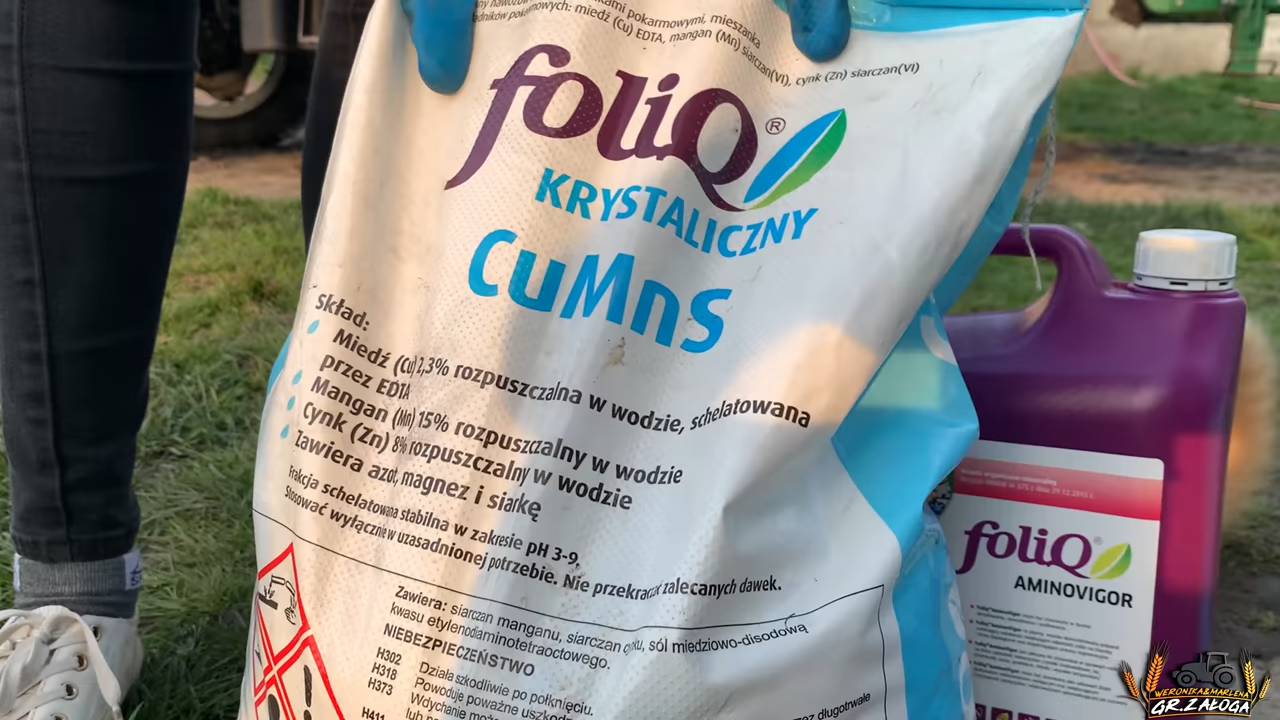 pokarmowymi, mieszanka
miedź (Cu) EDTA, mangan (Mn) siarczan(VI), cynk (Zn) siarczan(VI)
foliQ®
KRYSTALICZNY
CuMnS
Skład:
Miedź (Cu) 2,3% rozpuszczalna w wodzie, schelatowana
przez EDTA
Mangan (Mn) 15% rozpuszczalny w wodzie
Cynk (Zn) 8% rozpuszczalny w wodzie
Zawiera azot, magnez i siarkę
Frakcja schelatowana stabilna w zakresie pH 3-9,
Stosować wyłącznie w uzasadnionej potrzebie. Nie przekraczać zalecanych dawek.
Zawiera: siarczan manganu, siarczan cynku, sól miedziowo-disodową
kwasu etylenodiaminotetraoctowego.
NIEBEZPIECZEŃSTWO
H302 Działa szkodliwie po połknięciu.
H318 Powoduje poważne
H373 Wdychanie
długotrwałe
H411
foliQ
AMINOVIGOR
WERONIKA&MARLENA
GR.ZAŁOGA